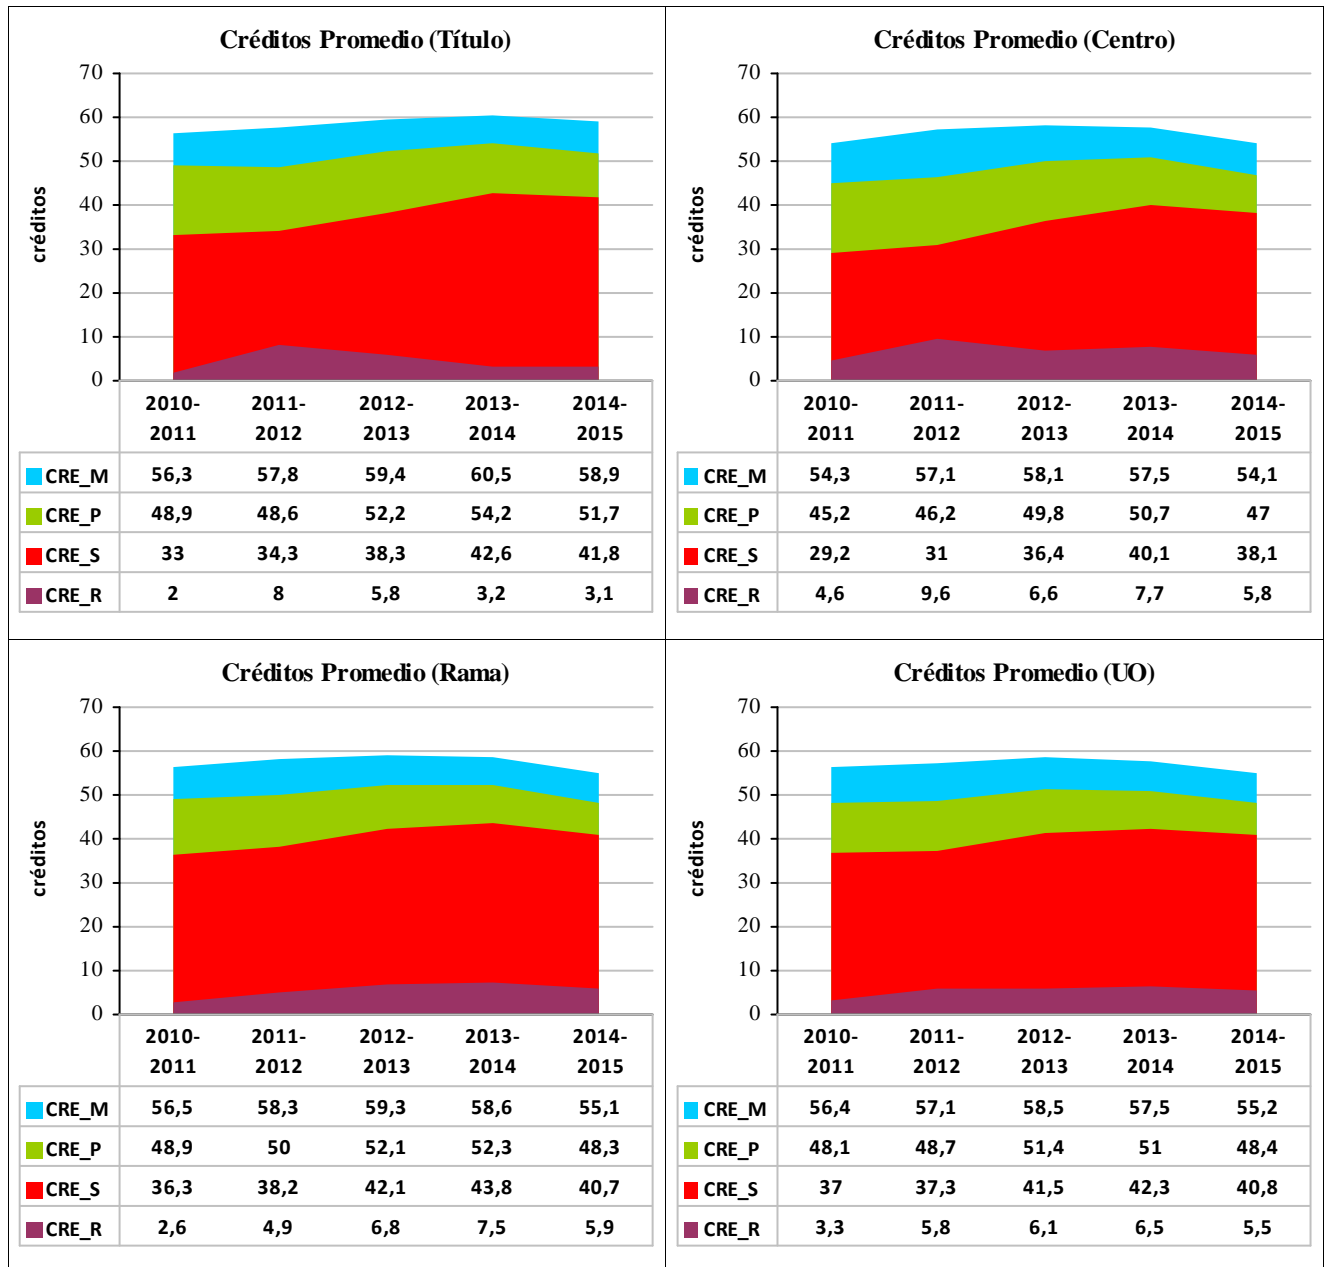 Créditos Promedio (Título)
70
60
50
40
30
20
10
0
créditos
2010-2011 2011-2012 2012-2013 2013-2014 2014-2015
CRE_M 56,3 57,8 59,4 60,5 58,9
CRE_P 48,9 48,6 52,2 54,2 51,7
CRE_S 33 34,3 38,3 42,6 41,8
CRE_R 2 8 5,8 3,2 3,1
Créditos Promedio (Centro)
70
60
50
40
30
20
10
0
créditos
2010-2011 2011-2012 2012-2013 2013-2014 2014-2015
CRE_M 54,3 57,1 58,1 57,5 54,1
CRE_P 45,2 46,2 49,8 50,7 47
CRE_S 29,2 31 36,4 40,1 38,1
CRE_R 4,6 9,6 6,6 7,7 5,8
Créditos Promedio (Rama)
70
60
50
40
30
20
10
0
créditos
2010-2011 2011-2012 2012-2013 2013-2014 2014-2015
CRE_M 56,5 58,3 59,3 58,6 55,1
CRE_P 48,9 50 52,1 52,3 48,3
CRE_S 36,3 38,2 42,1 43,8 40,7
CRE_R 2,6 4,9 6,8 7,5 5,9
Créditos Promedio (UO)
70
60
50
40
30
20
10
0
créditos
2010-2011 2011-2012 2012-2013 2013-2014 2014-2015
CRE_M 56,4 57,1 58,5 57,5 55,2
CRE_P 48,1 48,7 51,4 51 48,4
CRE_S 37 37,3 41,5 42,3 40,8
CRE_R 3,3 5,8 6,1 6,5 5,5